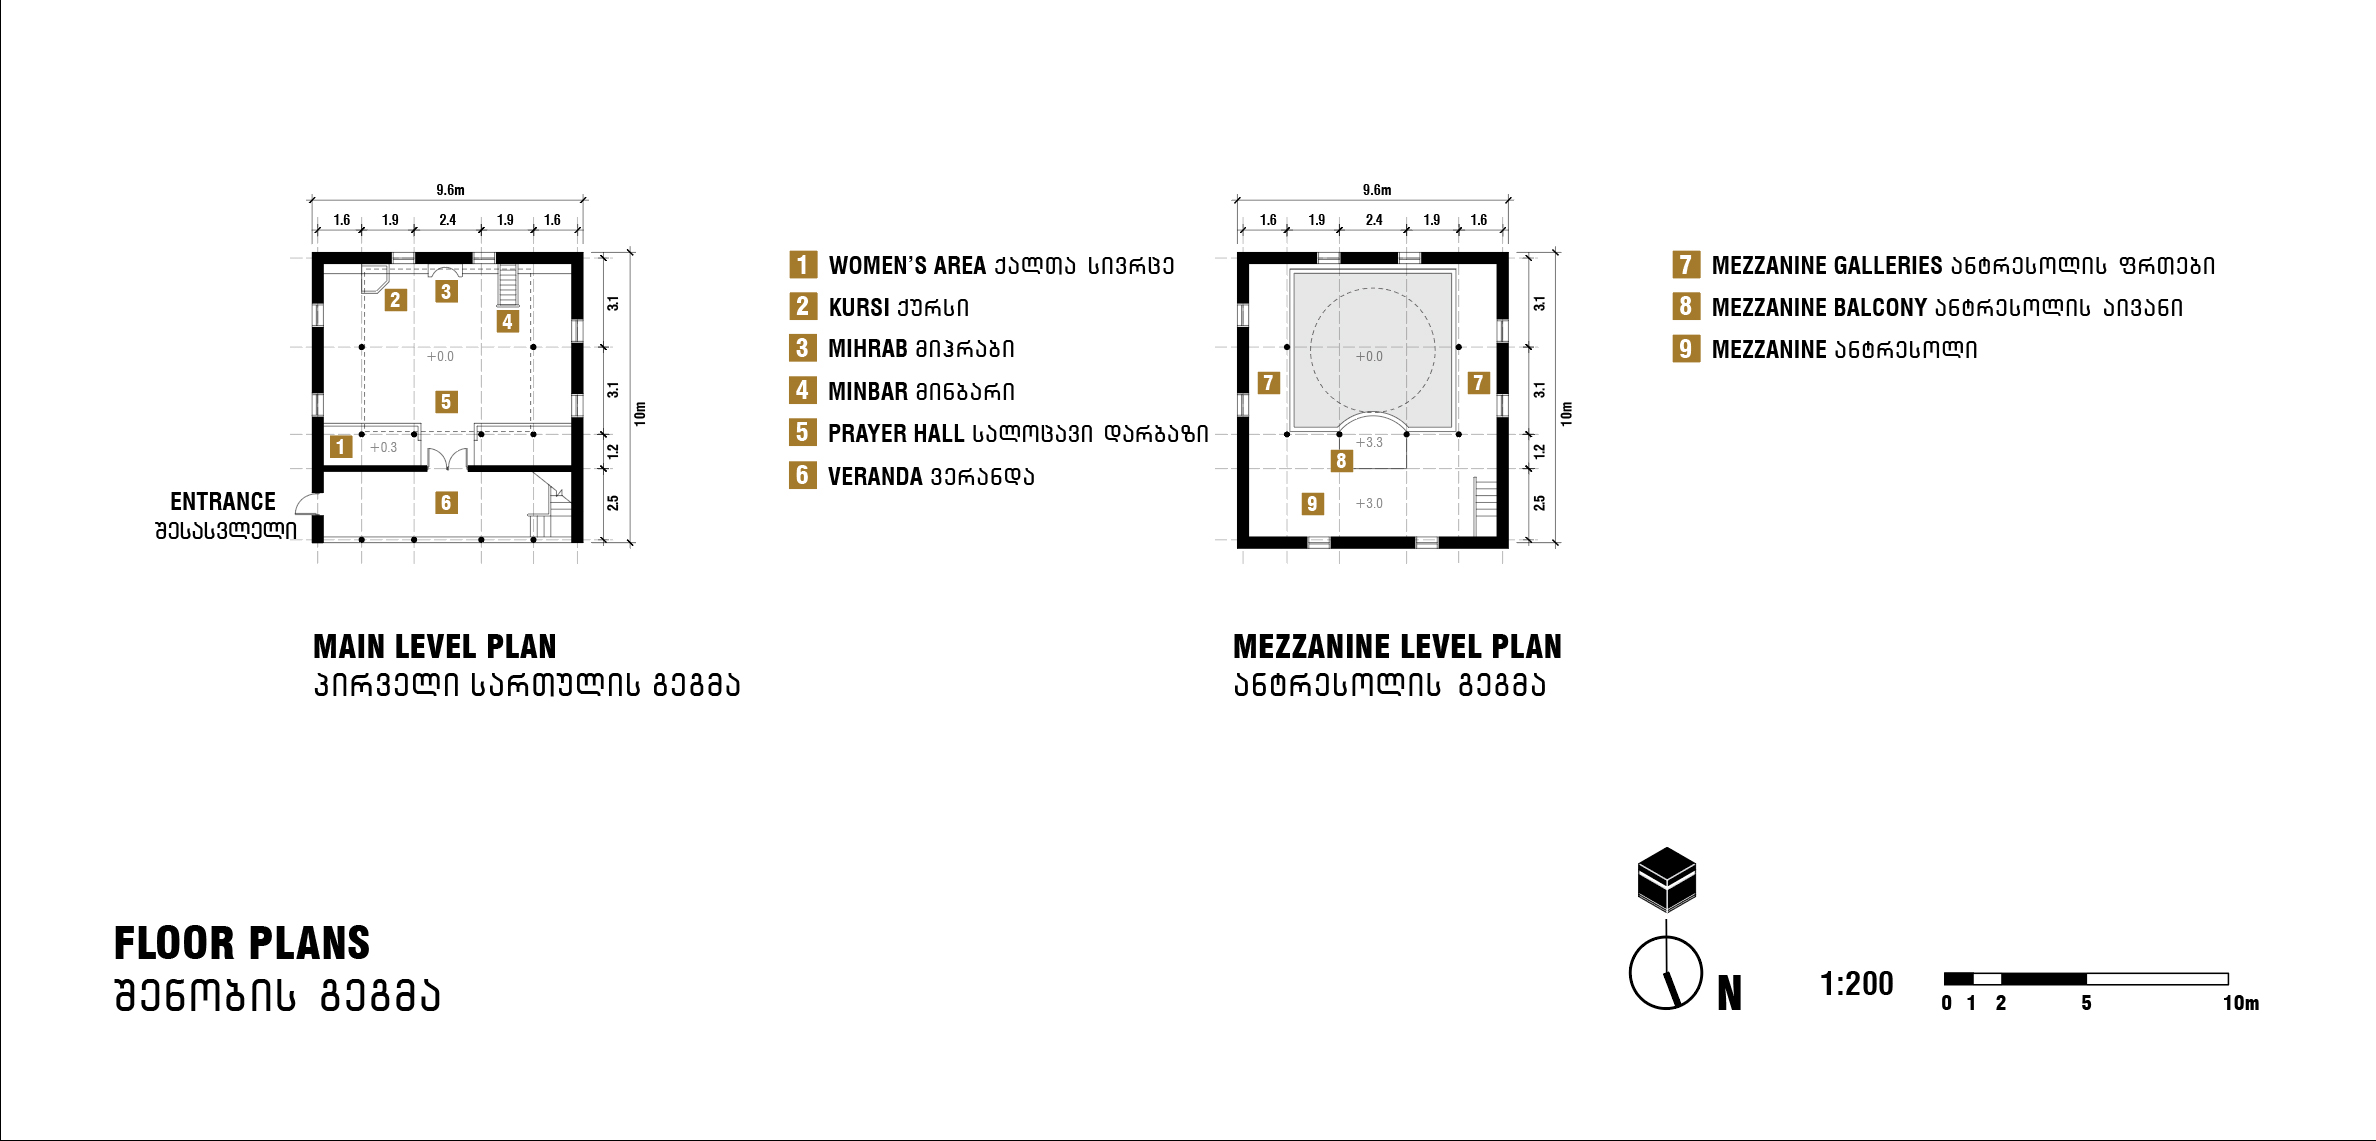 9.6m
1.6 1.9 2.4 1.9 1.6
3.1
3.1
1.2
2.5
10m
2
3
4
+0.0
5
1
+0.3
6
ENTRANCE
შესასვლელი
1 WOMEN'S AREA ქალთა სივრცე
2 KURSI ქურსი
3 MIHRAB მიჰრაბი
4 MINBAR მინბარი
5 PRAYER HALL სალოცავი დარბაზი
6 VERANDA ვერანდა
MAIN LEVEL PLAN
პირველი სართულის გეგმა
9.6m
1.6 1.9 2.4 1.9 1.6
3.1
3.1
1.2
2.5
10m
+0.0
7
7
+3.3
8
9
+3.0
7 MEZZANINE GALLERIES ანტრესოლის ფრთები
8 MEZZANINE BALCONY ანტრესოლის აივანი
9 MEZZANINE ანტრესოლი
MEZZANINE LEVEL PLAN
ანტრესოლის გეგმა
FLOOR PLANS
შენობის გეგმა
N
1:200
0 1 2 5 10m